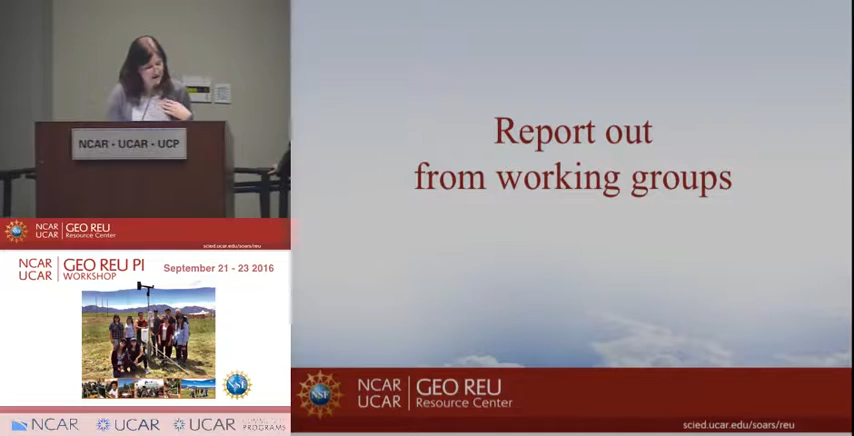 NCAR • UCAR • UCP
NCAR
UCAR
GEO REU
Resource Center
scied.ucar.edu/soars/reu
NCAR
UCAR
GEO REU PI
WORKSHOP
September 21 - 23 2016
NSF
NCAR
UCAR
UCAR
PROGRAMS
Report out
from working groups
NSF
NCAR
UCAR
GEO REU
Resource Center
scied.ucar.edu/soars/reu